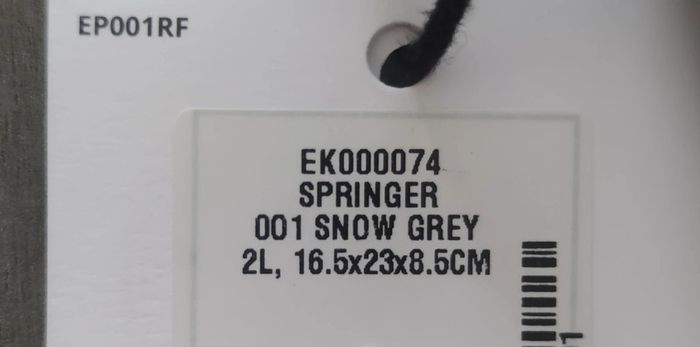 EP001RF
EK000074
SPRINGER
001 SNOW GREY
2L, 16.5x23x8.5CM